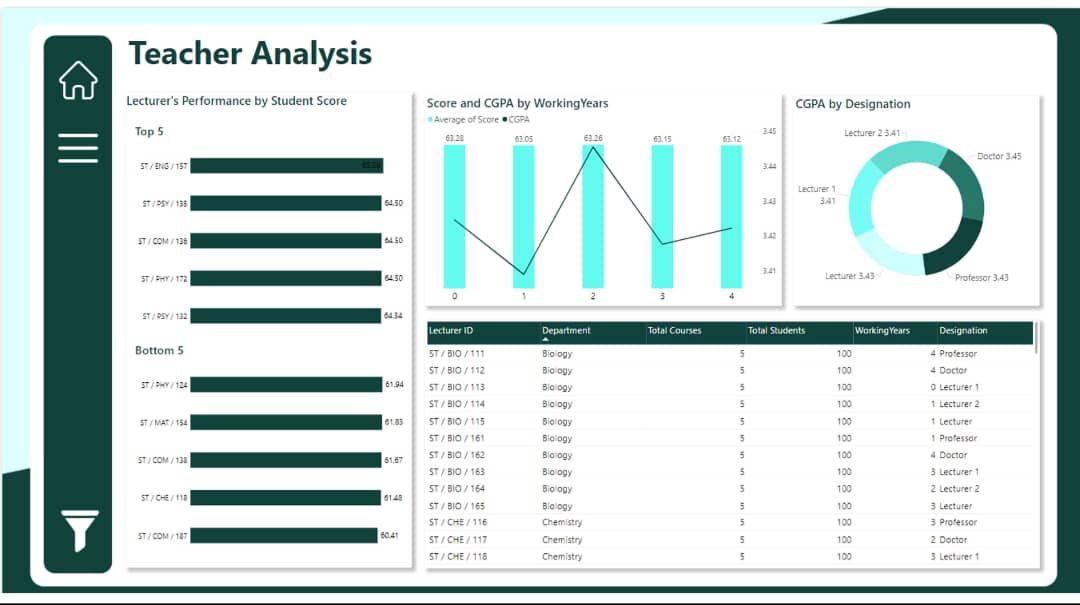 Teacher Analysis
Lecturer's Performance by Student Score
Top 5
ST / ENG / 157
ST / PSY / 135 64.50
ST / COM / 136 64.50
ST / PHY / 172 64.50
ST / PSY / 132 64.34
Bottom 5
ST / PHY / 124 61.94
ST / MAT / 154 61.83
ST / COM / 138 61.67
ST / CHE / 118 61.48
ST / COM / 187 60.41
Score and CGPA by WorkingYears
Average of Score CGPA
63.28 63.05 63.26 63.15 63.12
3.45
3.44
3.43
3.42
3.41
0 1 2 3 4
CGPA by Designation
Lecturer 2 3.41
Doctor 3.45
Lecturer 1
3.41
Lecturer 3.43
Professor 3.43
Lecturer ID Department Total Courses Total Students WorkingYears Designation
ST / BIO / 111 Biology 5 100 4 Professor
ST / BIO / 112 Biology 5 100 4 Doctor
ST / BIO / 113 Biology 5 100 0 Lecturer 1
ST / BIO / 114 Biology 5 100 1 Lecturer 2
ST / BIO / 115 Biology 5 100 1 Lecturer
ST / BIO / 161 Biology 5 100 1 Professor
ST / BIO / 162 Biology 5 100 4 Doctor
ST / BIO / 163 Biology 5 100 3 Lecturer 1
ST / BIO / 164 Biology 5 100 2 Lecturer 2
ST / BIO / 165 Biology 5 100 3 Lecturer
ST / CHE / 116 Chemistry 5 100 3 Professor
ST / CHE / 117 Chemistry 5 100 2 Doctor
ST / CHE / 118 Chemistry 5 100 3 Lecturer 1